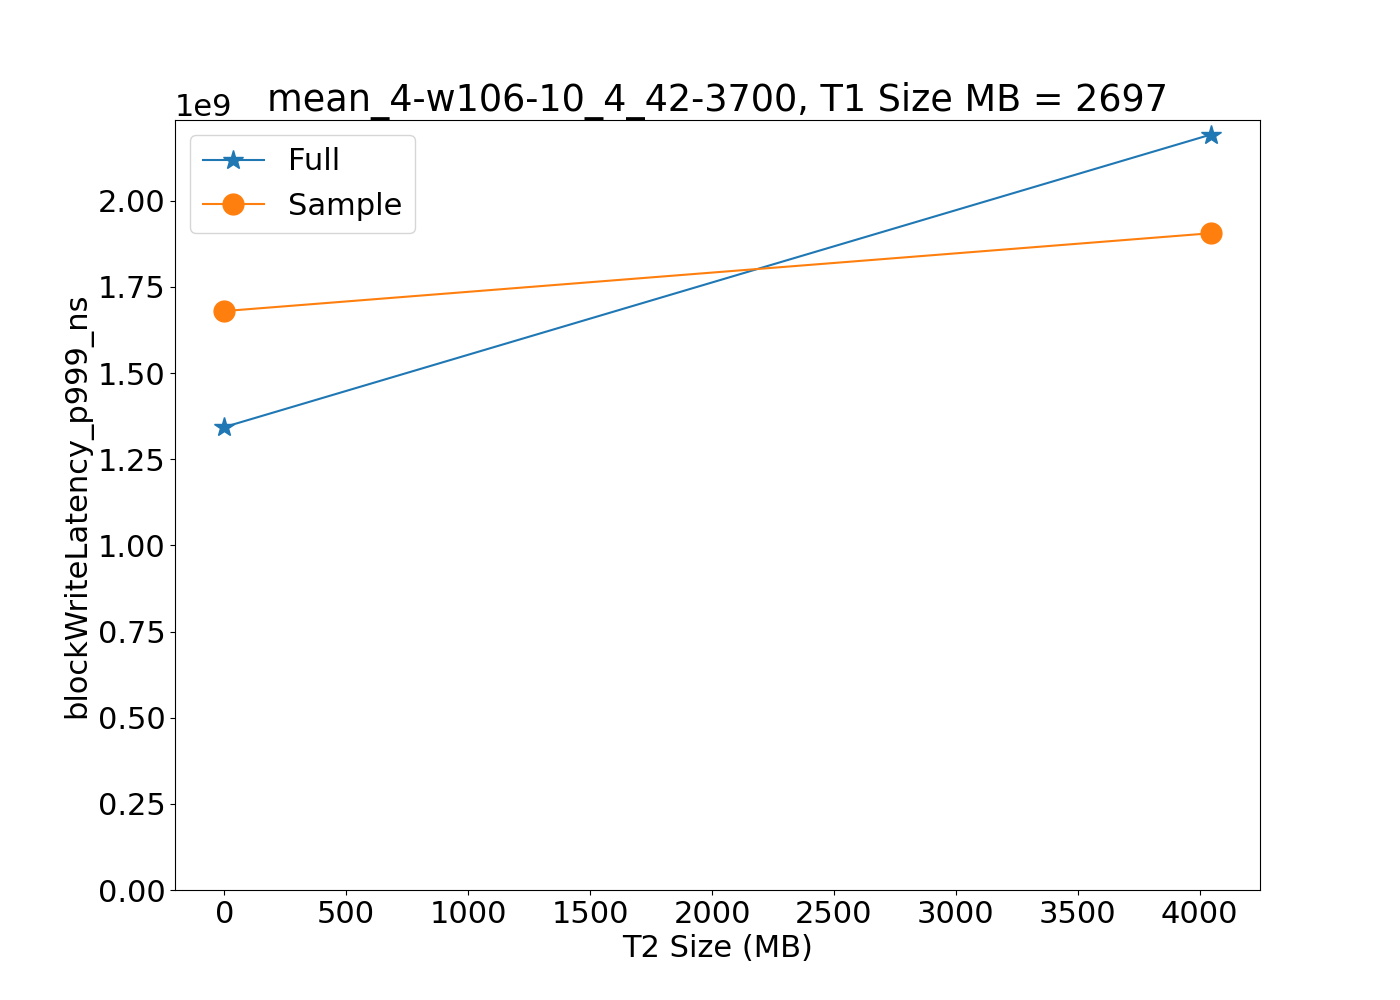 1e9
mean_4-w106-10_4_42-3700, T1 Size MB = 2697
Full
Sample
blockWriteLatency_p999_ns
2.00
1.75
1.50
1.25
1.00
0.75
0.50
0.25
0.00
0 500 1000 1500 2000 2500 3000 3500 4000
T2 Size (MB)